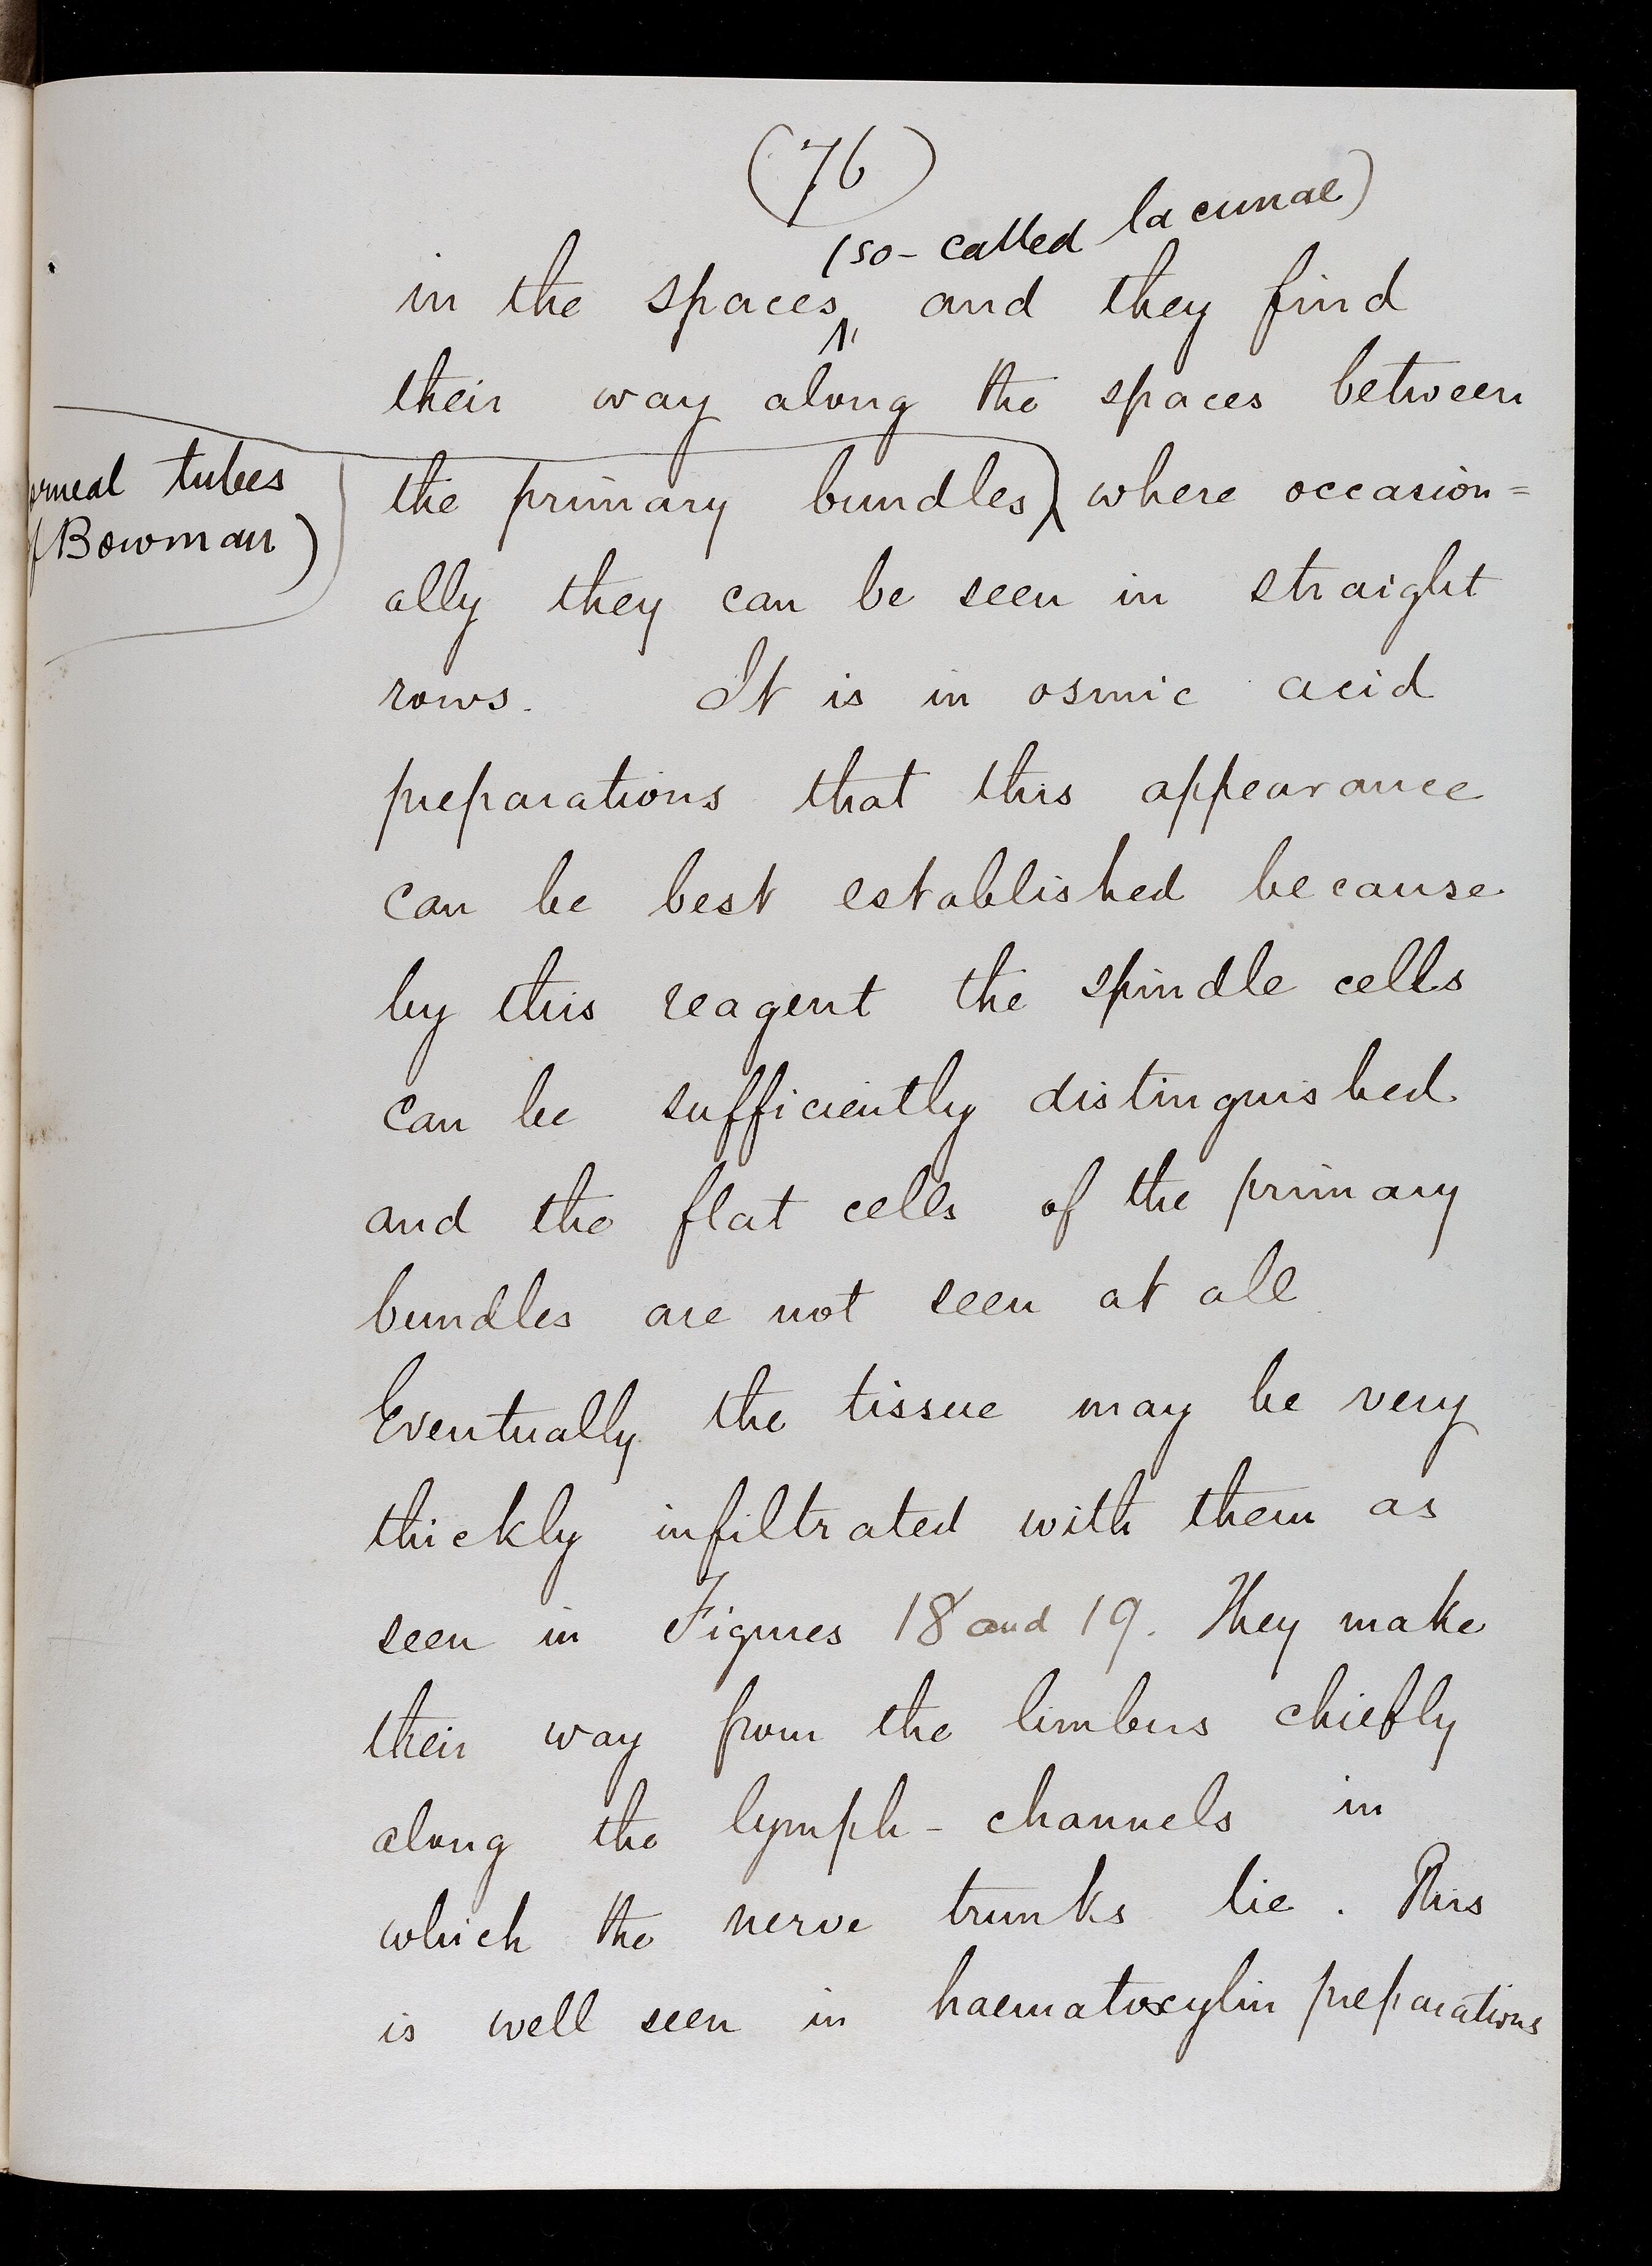 (76)
(so-called lacunae)
in the spaces, and they find
their way along the spaces between
orneal tubes
(Bowman)
the primary bundles) where occasion=
ally they can be seen in straight
rows. It is in osmic acid
preparations that this appearance
can be best established because
by this reagent the spindle cells
can be sufficiently distinguished
and the flat cells of the primary
bundles are not seen at all
Eventually the tissue may be very
thickly infiltrated with them as
seen in Figures 18 and 19. They make
their way from the limbus chiefly
along the lymph-channels in
which the nerve trunks lie. This
is well seen in haematoxylin preparations